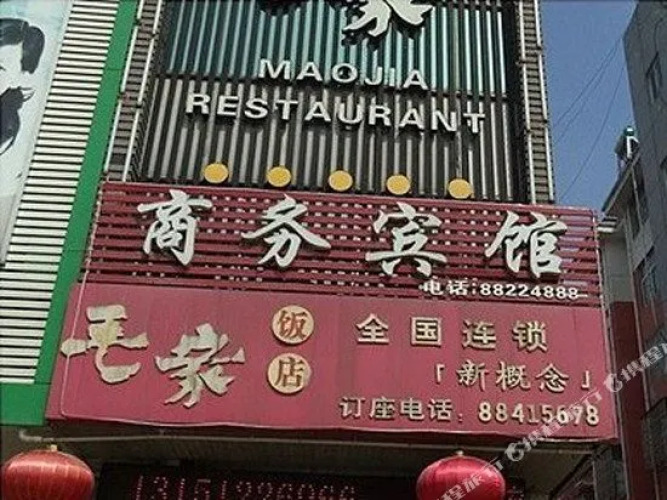 家
MAOJIA
RESTAURANT
商务宾馆
电话:88224888
毛家饭店
全国连锁
「新概念」
订座电话:88415678